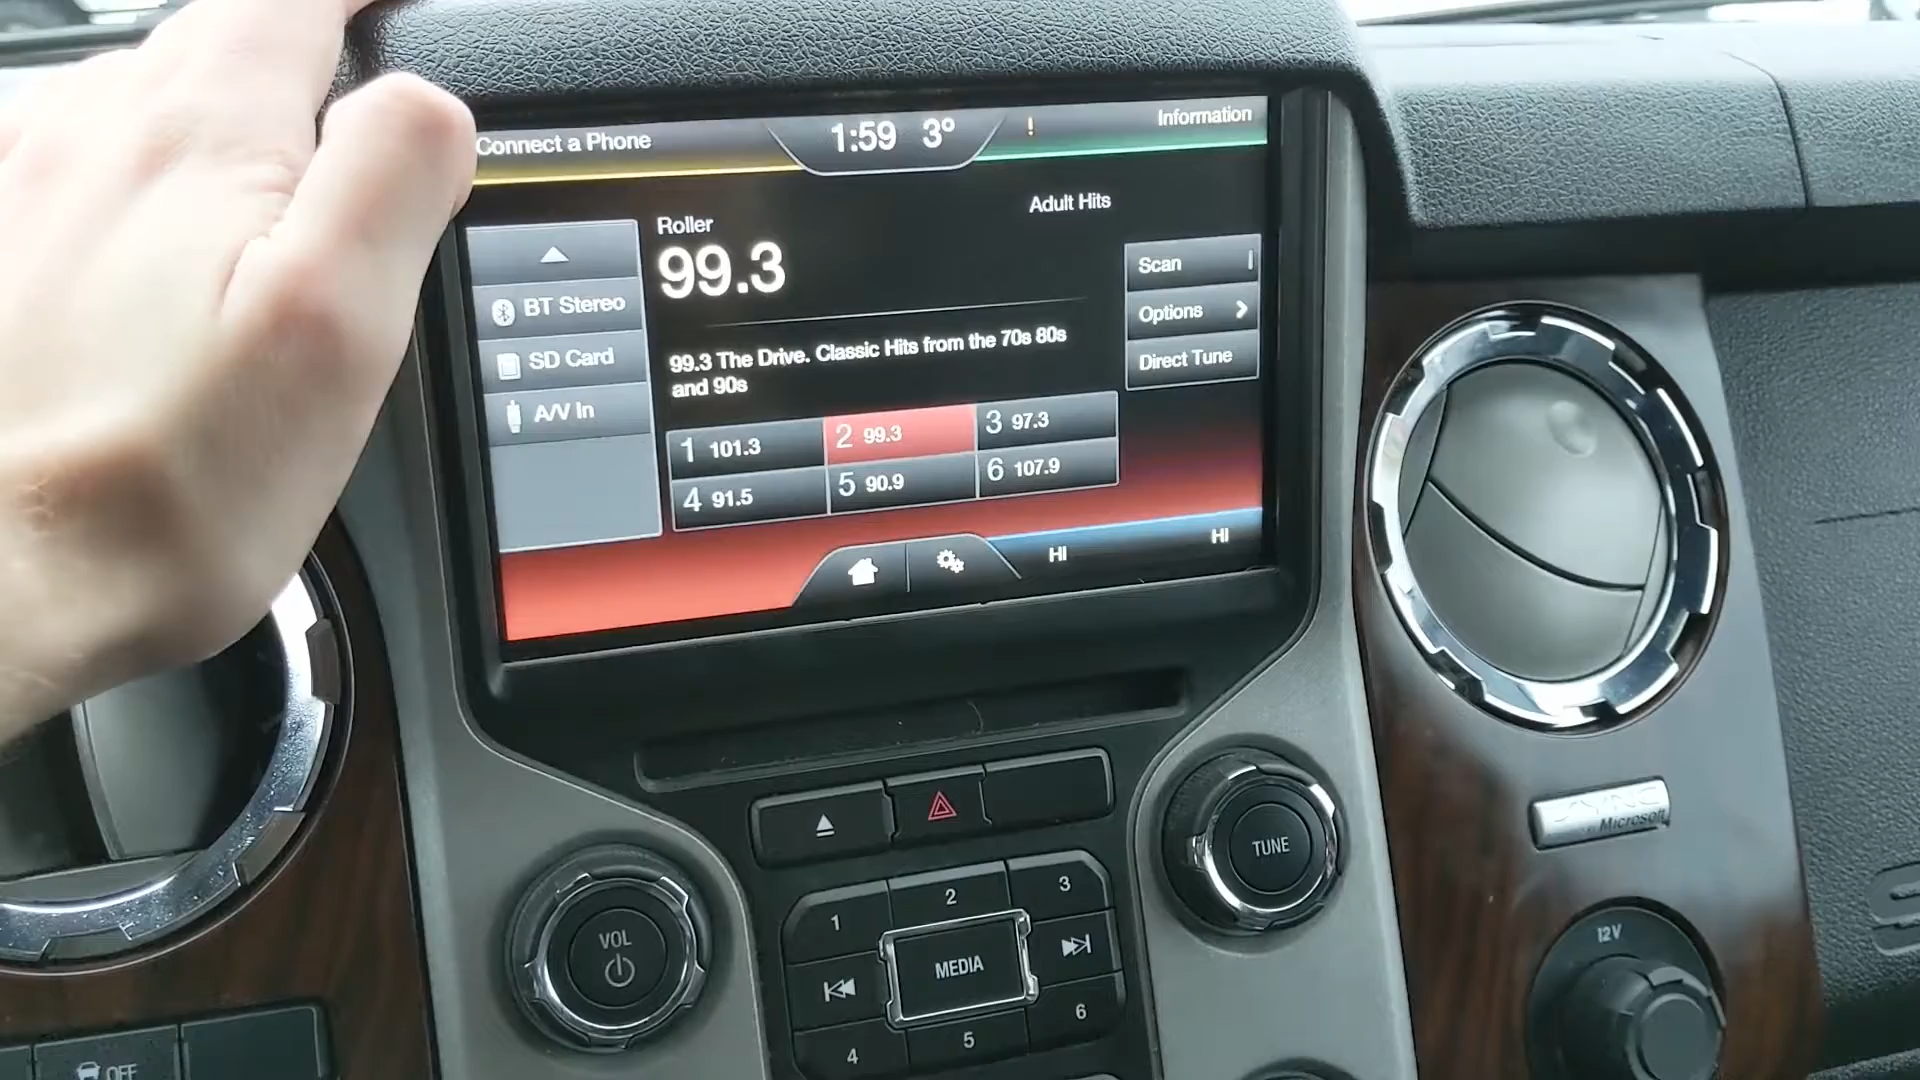 Connect a Phone
1:59 3°
!
Information
Roller
Adult Hits
99.3
BT Stereo
SD Card
A/V In
Scan
Options
Direct Tune
99.3 The Drive. Classic Hits from the 70s 80s
and 90s
1 101.3
2 99.3
3 97.3
4 91.5
5 90.9
6 107.9
HI
HI
VOL
TUNE
1
2
3
MEDIA
4
5
6
SYNC
Microsoft
12V
OFF